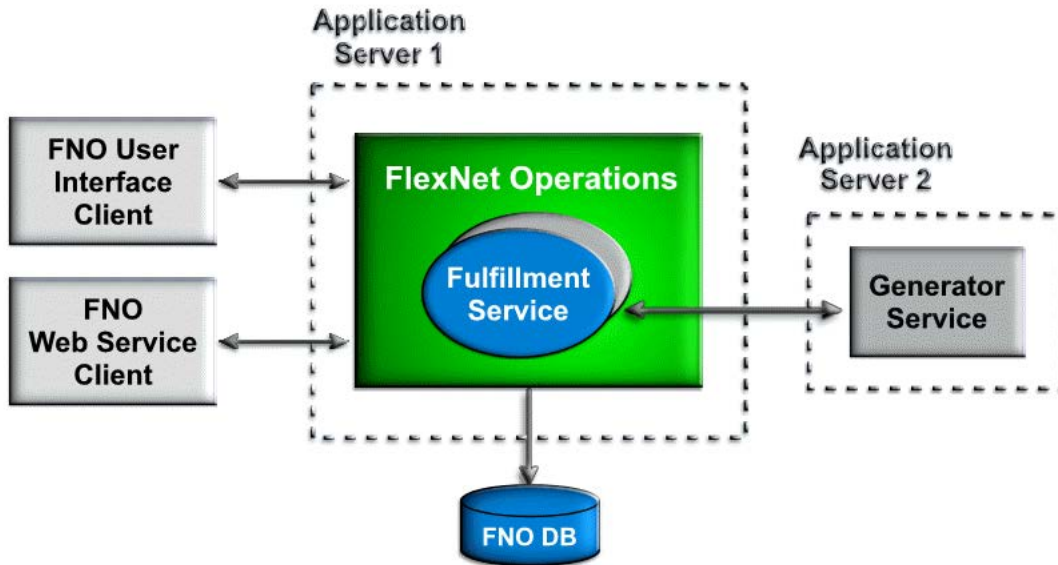 Application
Server 1
FNO User
Interface
Client
FlexNet Operations
Application
Server 2
Fulfillment
Service
Generator
Service
FNO
Web Service
Client
FNO DB